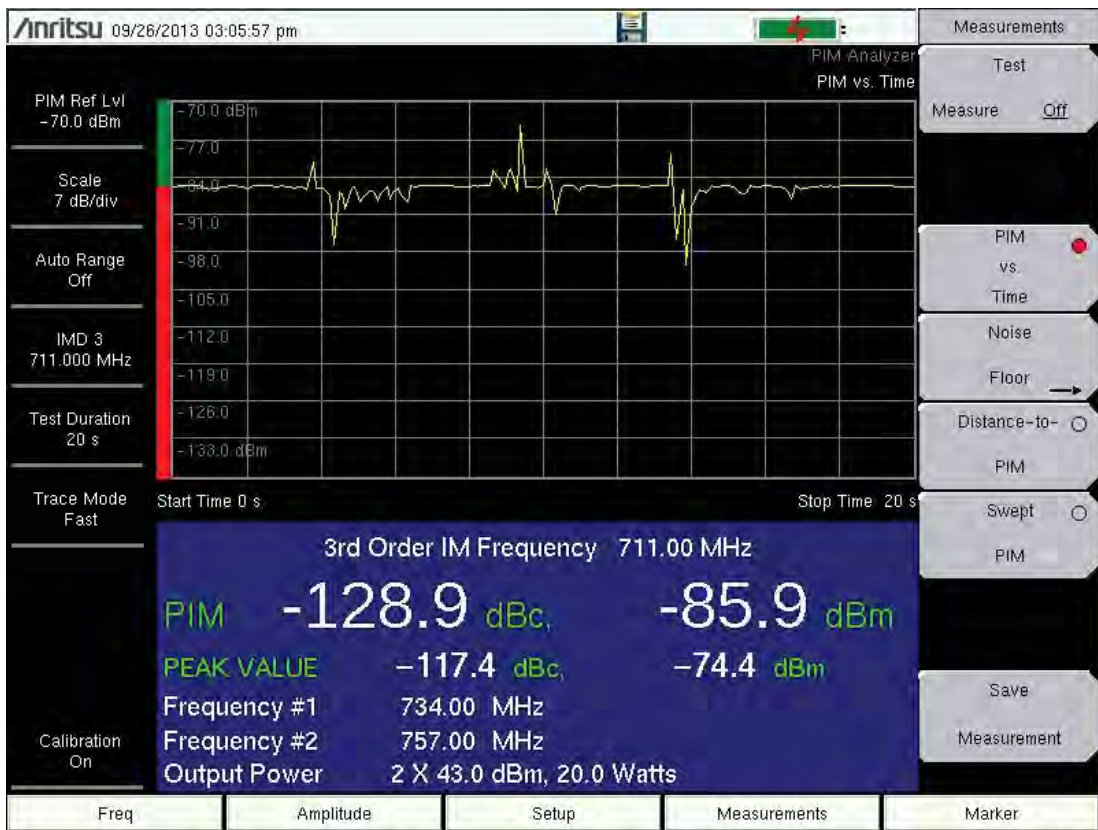 Anritsu 09/26/2013 03:05:57 pm
PIM Analyzer
PIM vs. Time
PIM Ref Lvl
-70.0 dBm
Scale
7 dB/div
Auto Range
Off
IMD 3
711.000 MHz
Test Duration
20 s
Trace Mode
Fast
Calibration
On
-70.0 dBm
-77.0
-84.0
-91.0
-98.0
-105.0
-112.0
-119.0
-126.0
-133.0 dBm
Start Time 0 s
Stop Time 20 s
3rd Order IM Frequency 711.00 MHz
PIM -128.9 dBc, -85.9 dBm
PEAK VALUE -117.4 dBc, -74.4 dBm
Frequency #1 734.00 MHz
Frequency #2 757.00 MHz
Output Power 2 X 43.0 dBm, 20.0 Watts
Measurements
Test
Measure Off
PIM
vs.
Time
Noise
Floor
Distance-to-
PIM
Swept
PIM
Save
Measurement
Freq
Amplitude
Setup
Measurements
Marker